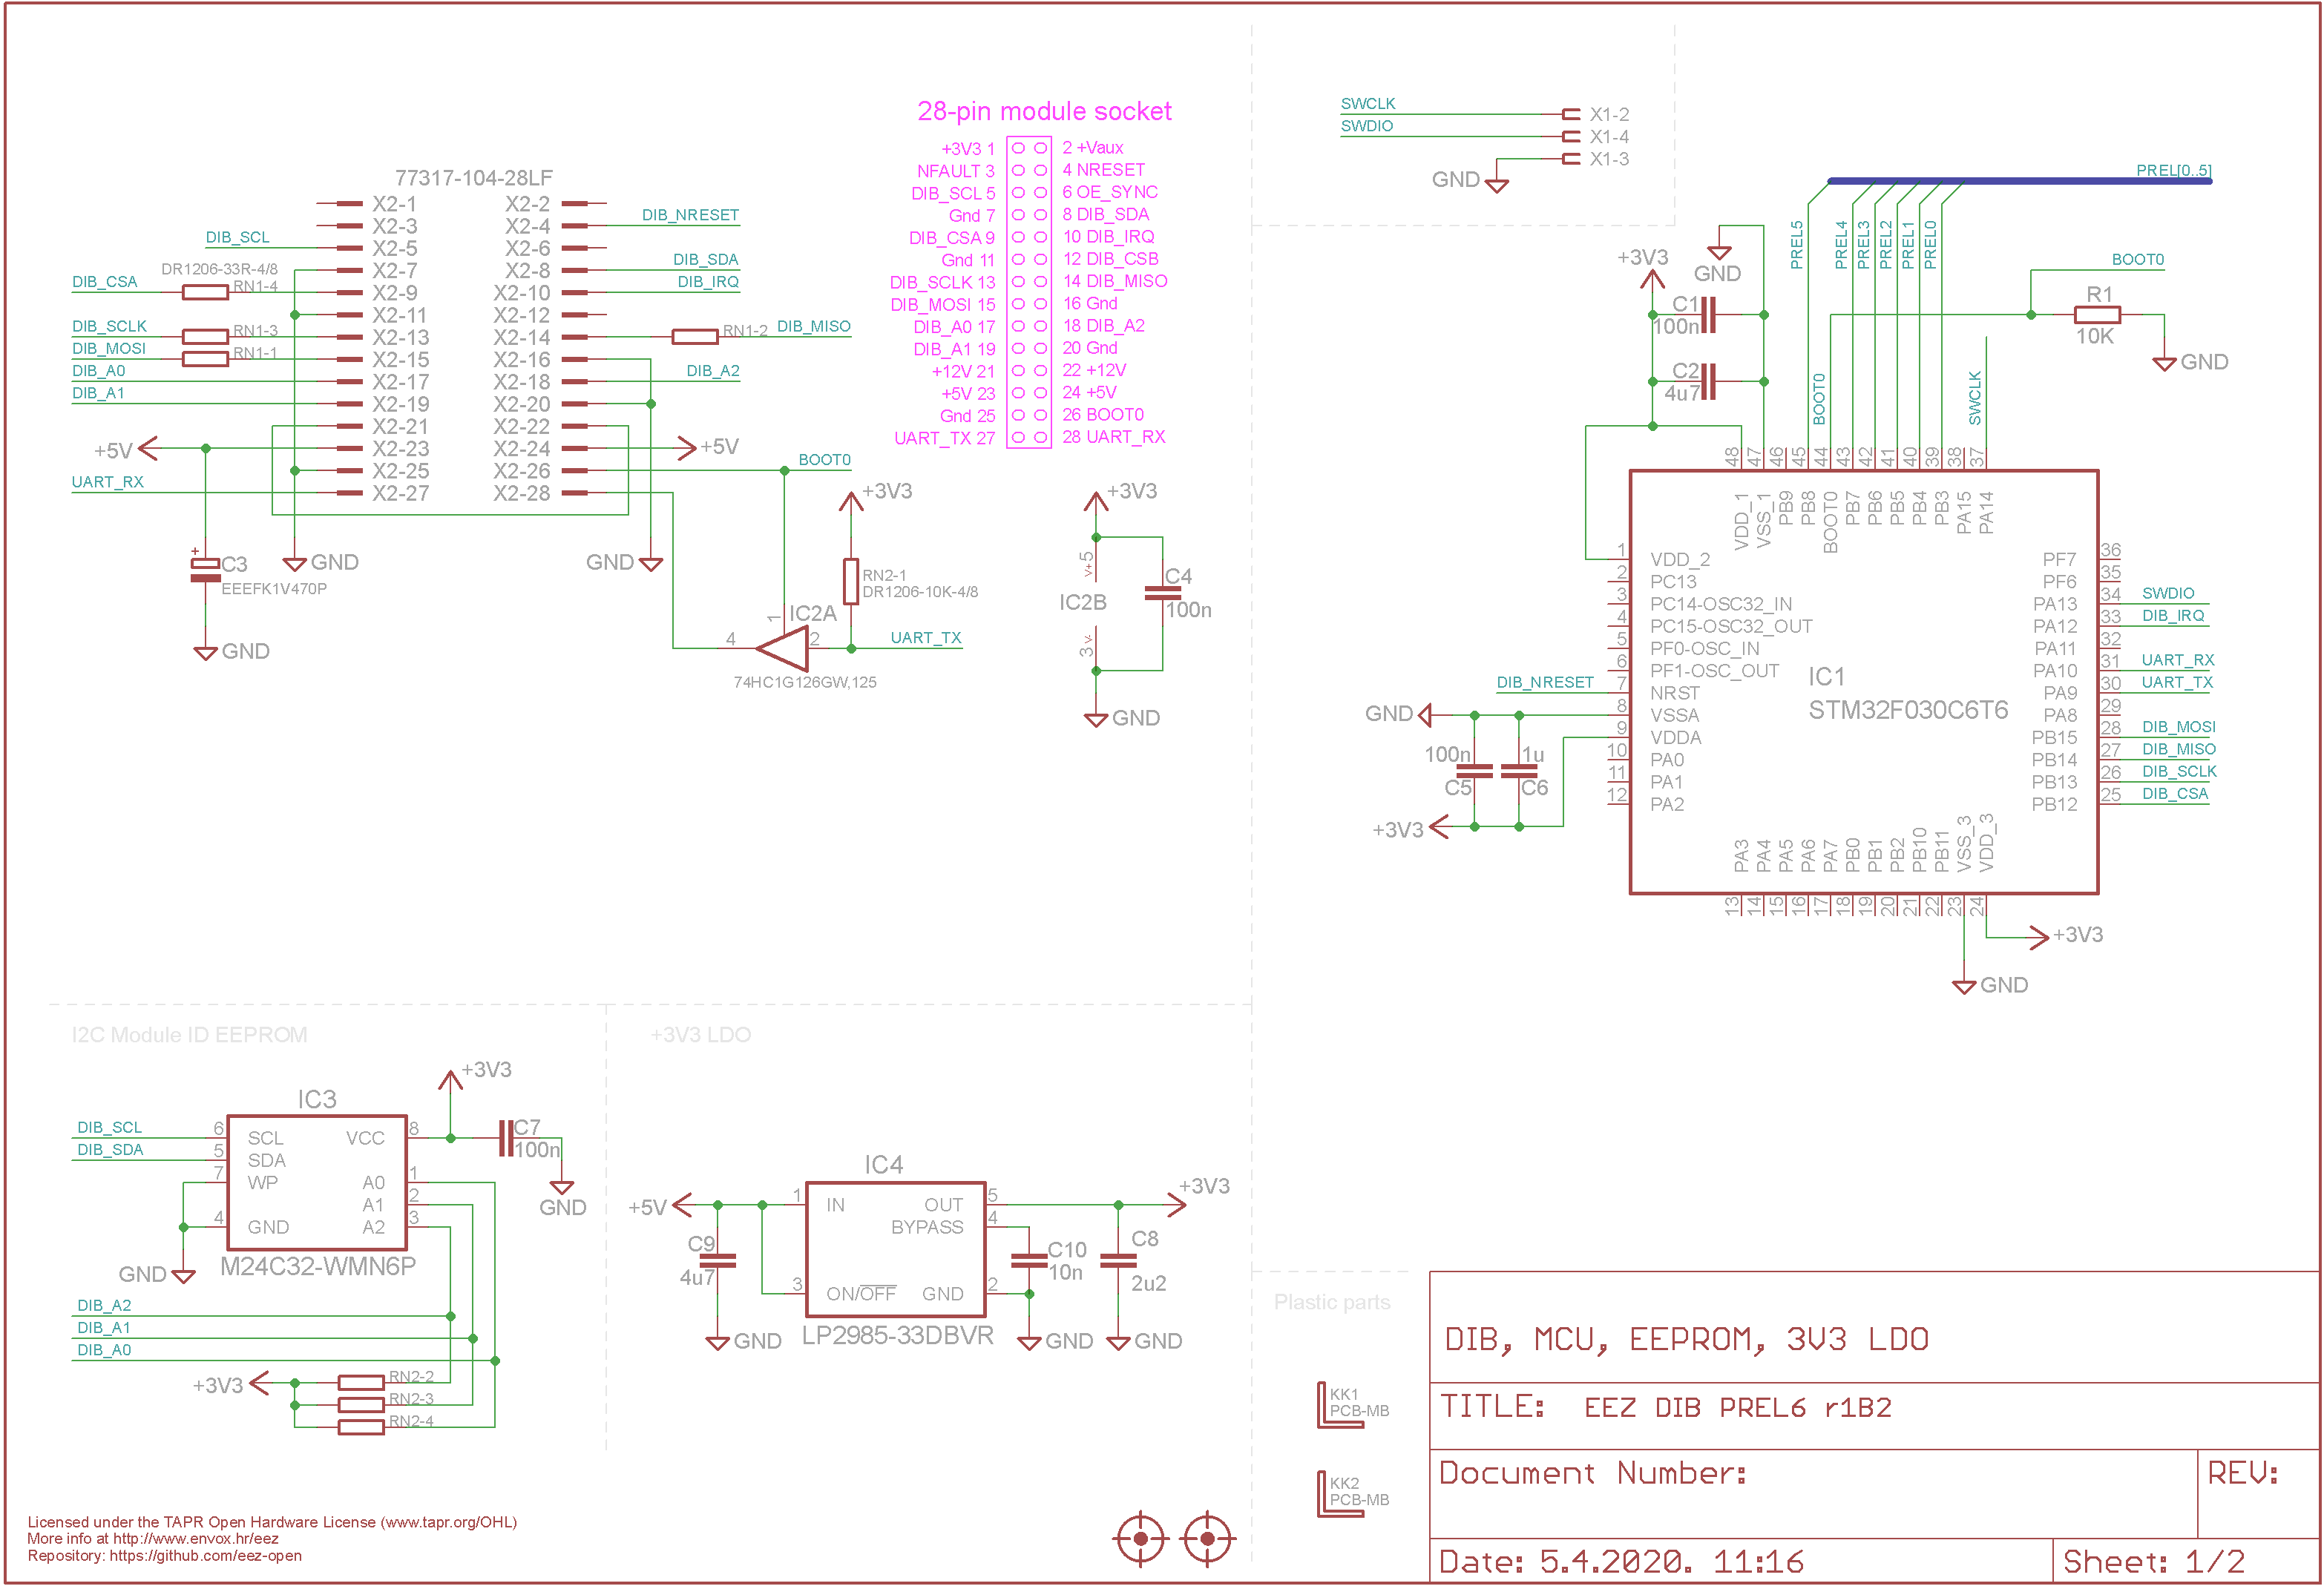 28-pin module socket
+3V3 1 2 +Vaux
NFAULT 3 4 NRESET
DIB_SCL 5 6 OE_SYNC
Gnd 7 8 DIB_SDA
DIB_CSA 9 10 DIB_IRQ
Gnd 11 12 DIB_CSB
DIB_SCLK 13 14 DIB_MISO
DIB_MOSI 15 16 Gnd
DIB_A0 17 18 DIB_A2
DIB_A1 19 20 Gnd
+12V 21 22 +12V
+5V 23 24 +5V
Gnd 25 26 BOOT0
UART_TX 27 28 UART_RX
77317-104-28LF
X2-1 X2-2
X2-3 X2-4 DIB_NRESET
DIB_SCL X2-5 X2-6
DR1206-33R-4/8 X2-7 X2-8 DIB_SDA
DIB_CSA RN1-4 X2-9 X2-10 DIB_IRQ
X2-11 X2-12
DIB_SCLK RN1-3 X2-13 X2-14 RN1-2 DIB_MISO
DIB_MOSI RN1-1 X2-15 X2-16
DIB_A0 X2-17 X2-18 DIB_A2
DIB_A1 X2-19 X2-20
X2-21 X2-22
+5V X2-23 X2-24 +5V
X2-25 X2-26 BOOT0
UART_RX X2-27 X2-28
GND GND
+ C3
EEEFK1V470P
GND
+3V3
RN2-1
DR1206-10K-4/8
1 IC2A
4 2 UART_TX
74HC1G126GW,125
+3V3
5 V+
IC2B
3 V-
C4
100n
GND
SWCLK X1-2
SWDIO X1-4
X1-3
GND
PREL[0..5]
PREL5
PREL4
PREL3
PREL2
PREL1
PREL0
BOOT0
SWCLK
BOOT0
R1
10K
GND
+3V3
GND
C1
100n
C2
4u7
48 47 46 45 44 43 42 41 40 39 38 37
VDD_1 VSS_1 PB9 PB8 BOOT0 PB7 PB6 PB5 PB4 PB3 PA15 PA14
1 VDD_2 PF7 36
2 PC13 PF6 35
3 PC14-OSC32_IN PA13 34 SWDIO
4 PC15-OSC32_OUT PA12 33 DIB_IRQ
5 PF0-OSC_IN PA11 32
6 PF1-OSC_OUT PA10 31 UART_RX
DIB_NRESET 7 NRST PA9 30 UART_TX
GND 8 VSSA PA8 29
9 VDDA PB15 28 DIB_MOSI
10 PA0 PB14 27 DIB_MISO
11 PA1 PB13 26 DIB_SCLK
12 PA2 PB12 25 DIB_CSA
IC1
STM32F030C6T6
100n 1u
C5 C6
+3V3
PA3 PA4 PA5 PA6 PA7 PB0 PB1 PB2 PB10 PB11 VSS_3 VDD_3
13 14 15 16 17 18 19 20 21 22 23 24
+3V3
GND
I2C Module ID EEPROM
+3V3
IC3
DIB_SCL 6 SCL VCC 8
DIB_SDA 5 SDA
7 WP A0 1
A1 2
4 GND A2 3
C7
100n
GND
GND
M24C32-WMN6P
DIB_A2
DIB_A1
DIB_A0
+3V3
RN2-2
RN2-3
RN2-4
+3V3 LDO
IC4
+5V 1 IN OUT 5 +3V3
BYPASS 4
3 ON/OFF GND 2
LP2985-33DBVR
C9
4u7
C10
10n
C8
2u2
GND GND GND
Plastic parts
KK1
PCB-MB
KK2
PCB-MB
DIB, MCU, EEPROM, 3V3 LDO
TITLE: EEZ DIB PREL6 r1B2
Document Number: REV:
Date: 5.4.2020. 11:16 Sheet: 1/2
Licensed under the TAPR Open Hardware License (www.tapr.org/OHL)
More info at http://www.envox.hr/eez
Repository: https://github.com/eez-open